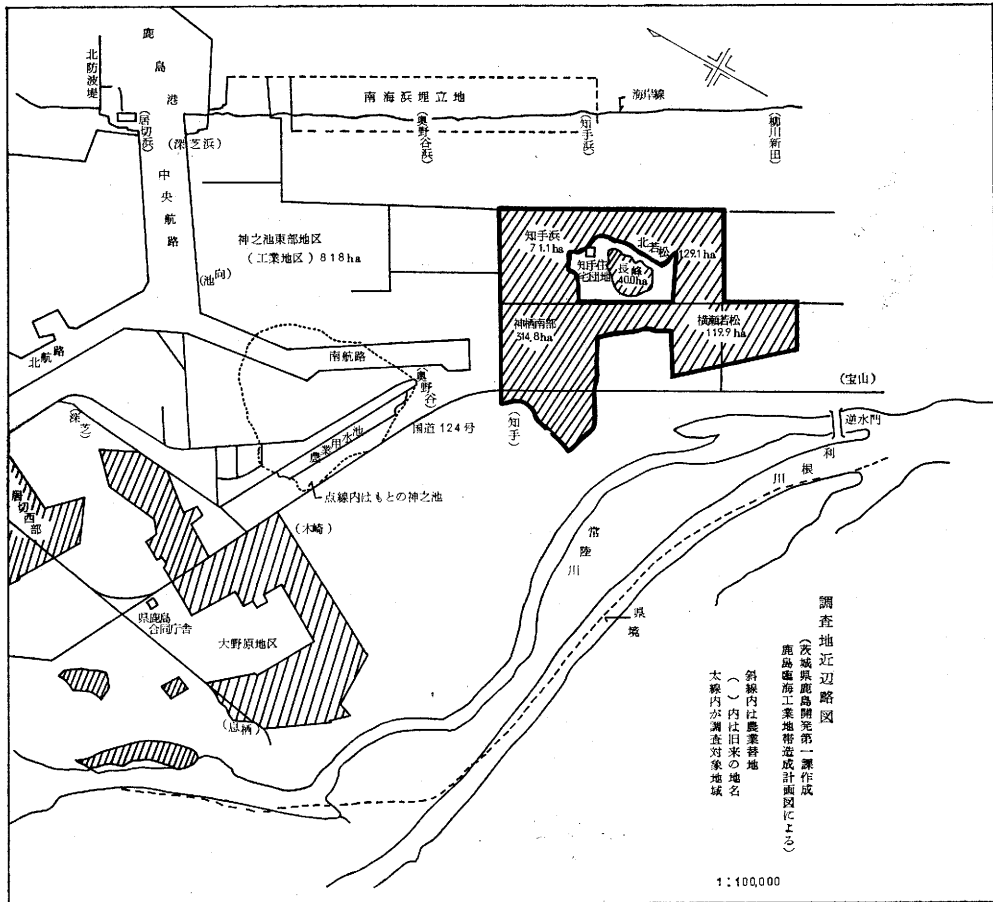 鹿島港
北防波堤
(居切浜)
(深芝浜)
南海浜埋立地
海岸線
(奥野谷浜)
(知手浜)
(柳川新田)
中央航路
神之池東部地区
(工業地区)818ha
(池向)
知手浜
71.1ha
北若松
129.1ha
知手住宅団地
長峰
40.0ha
神栖南部
314.8ha
横瀬若松
119.9ha
北航路
南航路
(奥野谷)
(宝山)
(深芝)
農業用水池
国道124号
(知手)
逆水門
利根川
点線内はもとの神之池
居切西部
(木崎)
常陸川
県鹿島
合同庁舎
大野原地区
県境
(息栖)
調査地近辺略図
(茨城県鹿島開発第一課作成
鹿島臨海工業地帯造成計画図による)
斜線内は農業替地
( )内は旧来の地名
太線内が調査対象地域
1:100,000